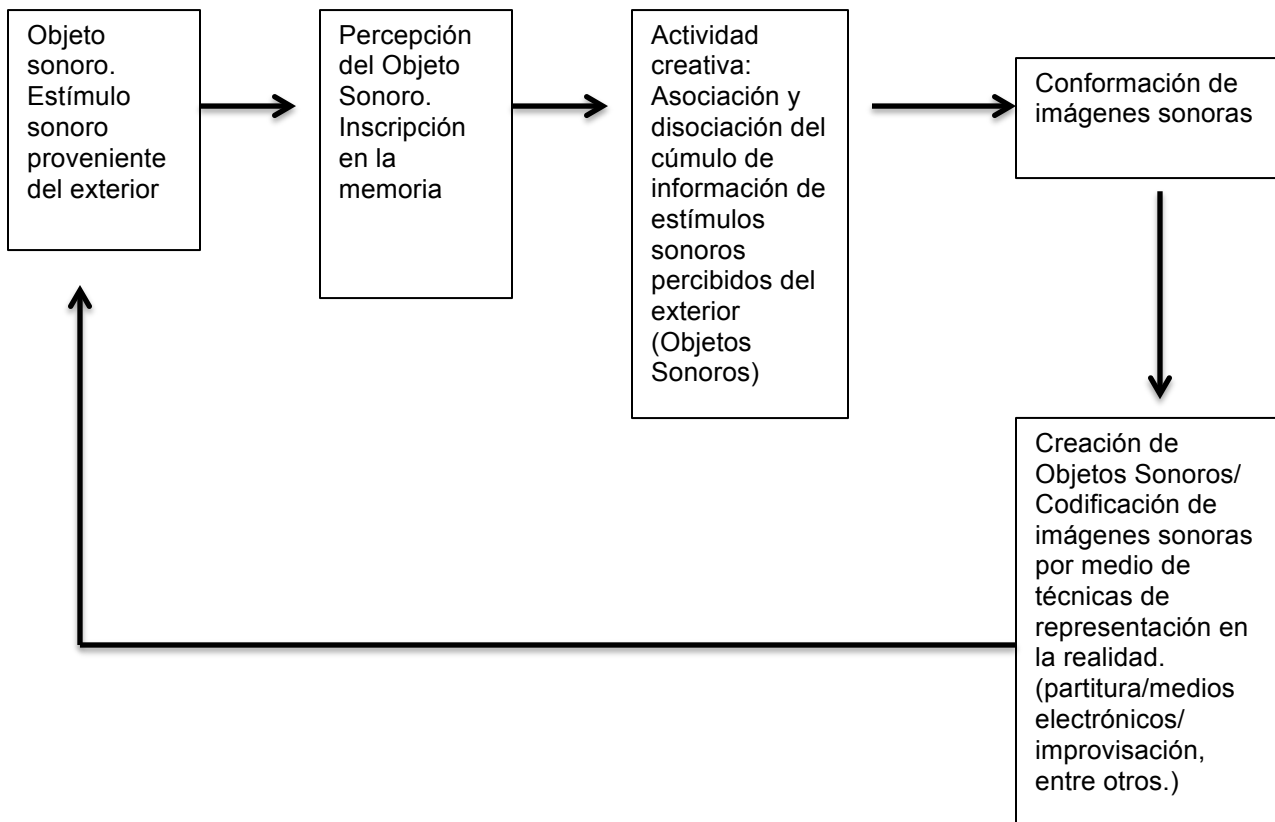 Objeto
sonoro.
Estímulo
sonoro
proveniente
del exterior
Percepción
del Objeto
Sonoro.
Inscripción
en la
memoria
Actividad
creativa:
Asociación y
disociación del
cúmulo de
información de
estímulos
sonoros
percibidos del
exterior
(Objetos
Sonoros)
Conformación de
imágenes sonoras
Creación de
Objetos Sonoros/
Codificación de
imágenes sonoras
por medio de
técnicas de
representación en
la realidad.
(partitura/medios
electrónicos/
improvisación,
entre otros.)